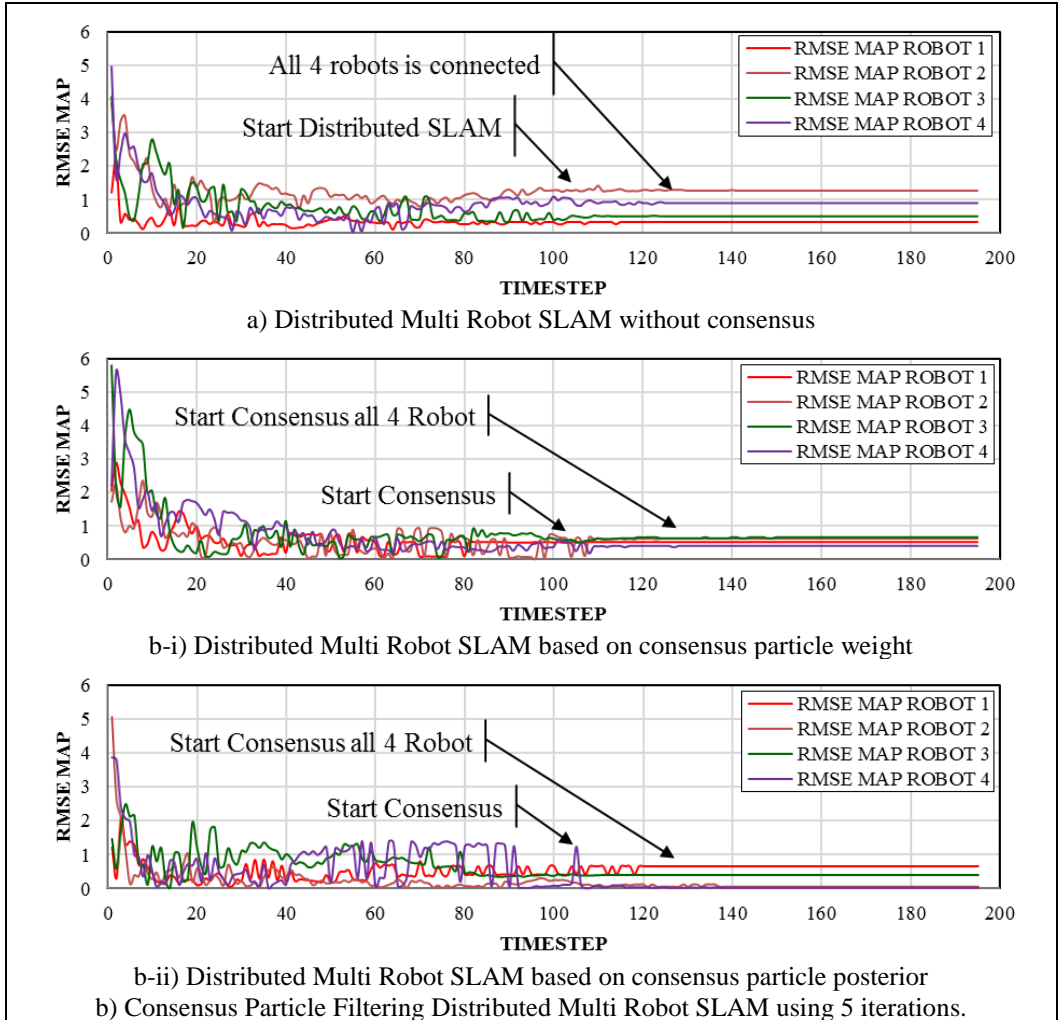 6
5
4
3
2
1
0
RMSE MAP
All 4 robots is connected
Start Distributed SLAM
RMSE MAP ROBOT 1
RMSE MAP ROBOT 2
RMSE MAP ROBOT 3
RMSE MAP ROBOT 4
0 20 40 60 80 100 120 140 160 180 200
TIMESTEP
a) Distributed Multi Robot SLAM without consensus
6
5
4
3
2
1
0
RMSE MAP
Start Consensus all 4 Robot
Start Consensus
RMSE MAP ROBOT 1
RMSE MAP ROBOT 2
RMSE MAP ROBOT 3
RMSE MAP ROBOT 4
0 20 40 60 80 100 120 140 160 180 200
TIMESTEP
b-i) Distributed Multi Robot SLAM based on consensus particle weight
6
5
4
3
2
1
0
RMSE MAP
Start Consensus all 4 Robot
Start Consensus
RMSE MAP ROBOT 1
RMSE MAP ROBOT 2
RMSE MAP ROBOT 3
RMSE MAP ROBOT 4
0 20 40 60 80 100 120 140 160 180 200
TIMESTEP
b-ii) Distributed Multi Robot SLAM based on consensus particle posterior
b) Consensus Particle Filtering Distributed Multi Robot SLAM using 5 iterations.